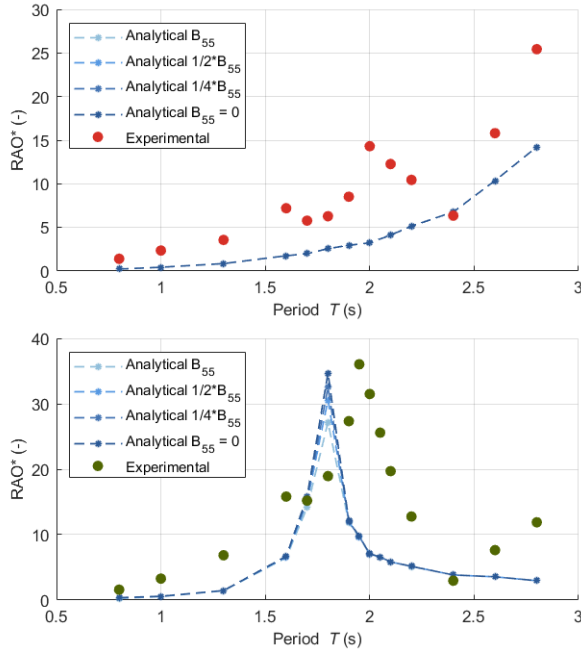 30
25
20
15
10
5
0
RAO* (-)
Analytical B55
Analytical 1/2*B55
Analytical 1/4*B55
Analytical B55 = 0
Experimental
0.5 1 1.5 2 2.5 3
Period T (s)
40
30
20
10
0
RAO* (-)
Analytical B55
Analytical 1/2*B55
Analytical 1/4*B55
Analytical B55 = 0
Experimental
0.5 1 1.5 2 2.5 3
Period T (s)